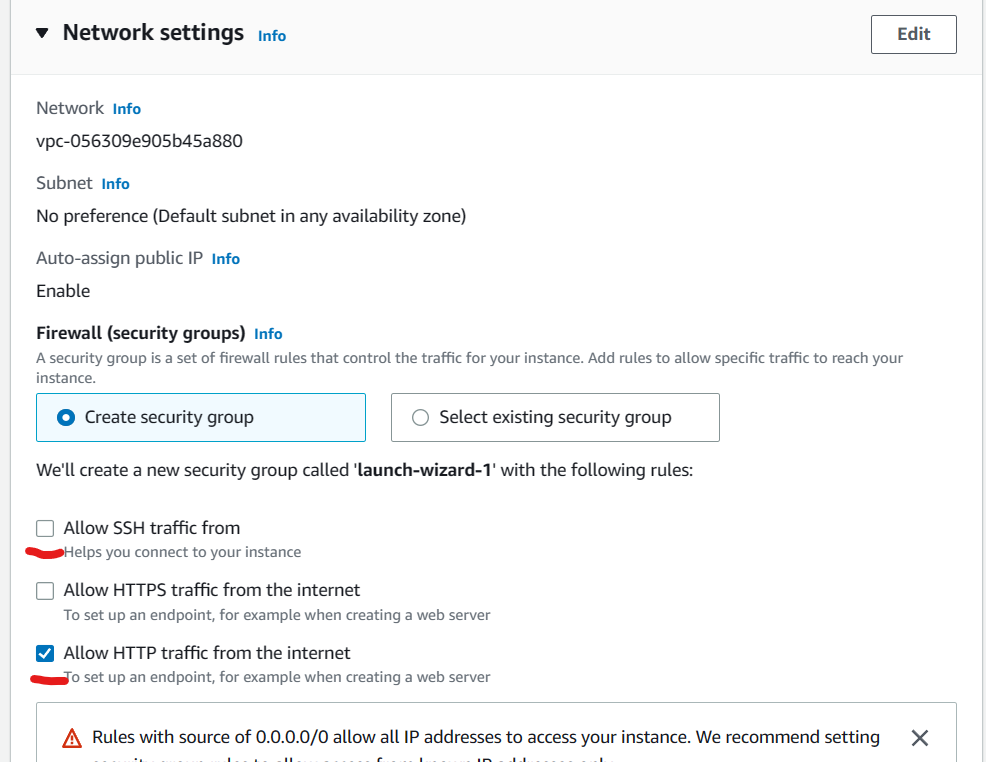 Network settings Info
Edit
Network Info
vpc-056309e905b45a880
Subnet Info
No preference (Default subnet in any availability zone)
Auto-assign public IP Info
Enable
Firewall (security groups) Info
A security group is a set of firewall rules that control the traffic for your instance. Add rules to allow specific traffic to reach your
instance.
Create security group
Select existing security group
We'll create a new security group called 'launch-wizard-1' with the following rules:
Allow SSH traffic from
Helps you connect to your instance
Allow HTTPS traffic from the internet
To set up an endpoint, for example when creating a web server
Allow HTTP traffic from the internet
To set up an endpoint, for example when creating a web server
Rules with source of 0.0.0.0/0 allow all IP addresses to access your instance. We recommend setting